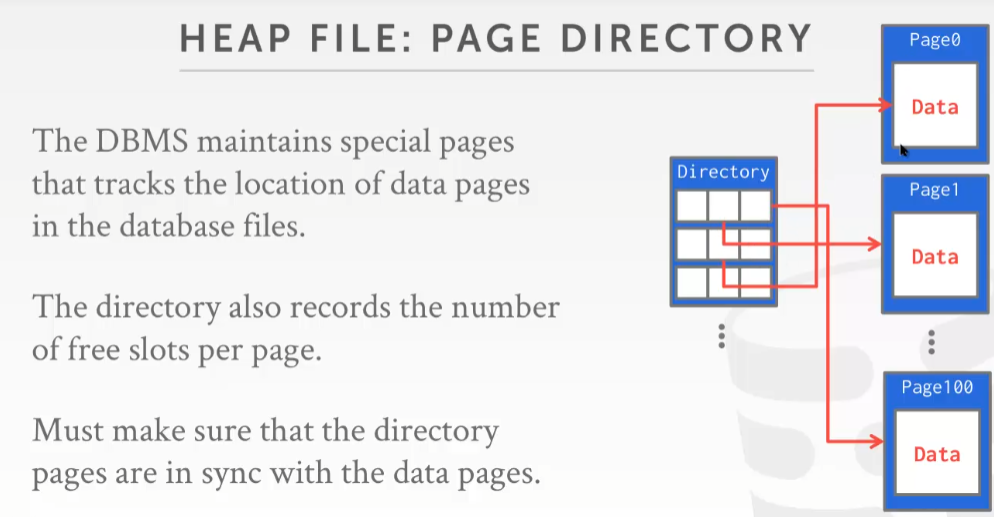 HEAP FILE: PAGE DIRECTORY
The DBMS maintains special pages
that tracks the location of data pages
in the database files.
The directory also records the number
of free slots per page.
Must make sure that the directory
pages are in sync with the data pages.
Directory
Page0
Data
Page1
Data
Page100
Data